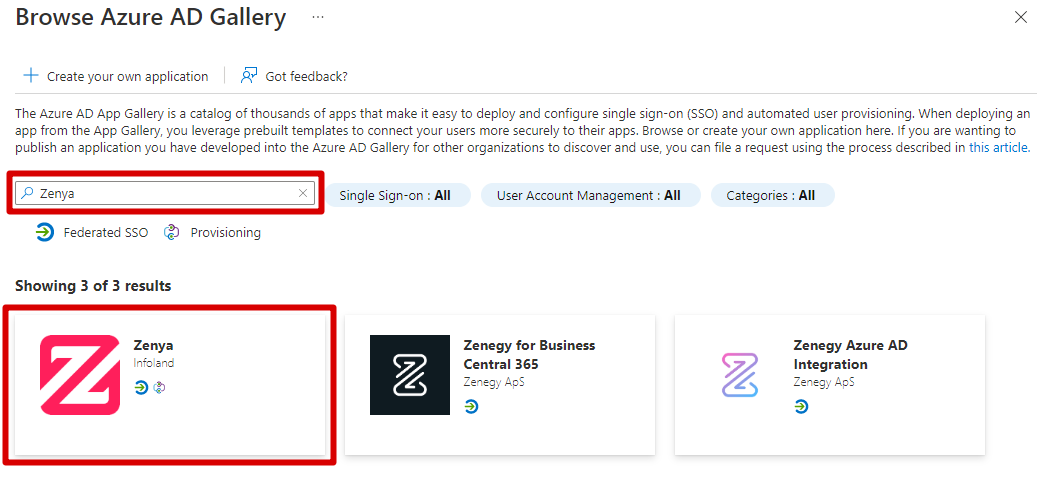 Browse Azure AD Gallery ...
Create your own application
Got feedback?
The Azure AD App Gallery is a catalog of thousands of apps that make it easy to deploy and configure single sign-on (SSO) and automated user provisioning. When deploying an
app from the App Gallery, you leverage prebuilt templates to connect your users more securely to their apps. Browse or create your own application here. If you are wanting to
publish an application you have developed into the Azure AD Gallery for other organizations to discover and use, you can file a request using the process described in this article.
Zenya
Single Sign-on : All
User Account Management : All
Categories : All
Federated SSO
Provisioning
Showing 3 of 3 results
Zenya
Infoland
Zenegy for Business
Central 365
Zenegy ApS
Zenegy Azure AD
Integration
Zenegy ApS